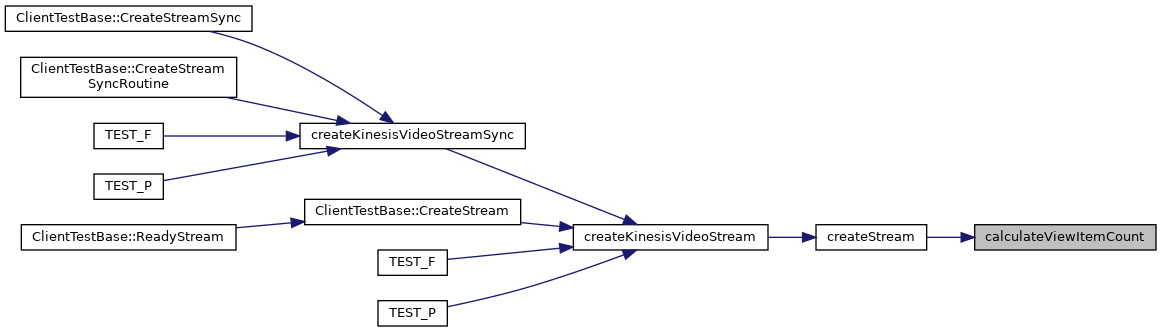 ClientTestBase::CreateStreamSync
ClientTestBase::CreateStream
SyncRoutine
TEST_F
createKinesisVideoStreamSync
TEST_P
ClientTestBase::CreateStream
ClientTestBase::ReadyStream
createKinesisVideoStream
createStream
calculateViewItemCount
TEST_F
TEST_P